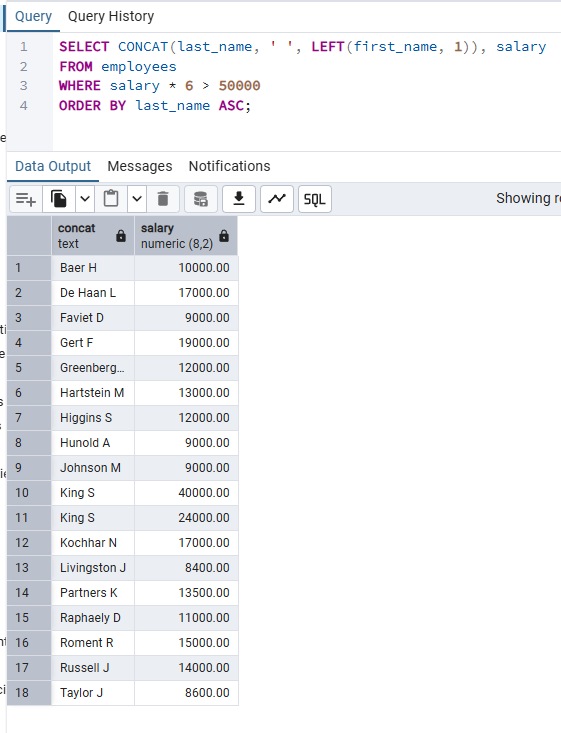 Query Query History
1 SELECT CONCAT(last_name, ' ', LEFT(first_name, 1)), salary
2 FROM employees
3 WHERE salary * 6 > 50000
4 ORDER BY last_name ASC;
Data Output Messages Notifications
SQL Showing
concat salary
text numeric (8,2)
1 Baer H 10000.00
2 De Haan L 17000.00
3 Faviet D 9000.00
4 Gert F 19000.00
5 Greenberg... 12000.00
6 Hartstein M 13000.00
7 Higgins S 12000.00
8 Hunold A 9000.00
9 Johnson M 9000.00
10 King S 40000.00
11 King S 24000.00
12 Kochhar N 17000.00
13 Livingston J 8400.00
14 Partners K 13500.00
15 Raphaely D 11000.00
16 Roment R 15000.00
17 Russell J 14000.00
18 Taylor J 8600.00